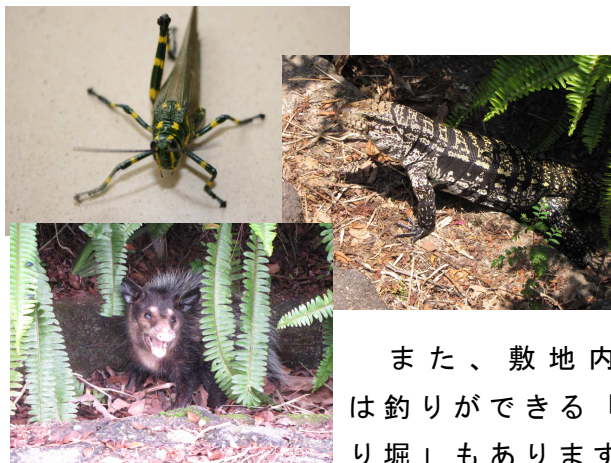 また、敷地内
は釣りができる「
り堀」もあります